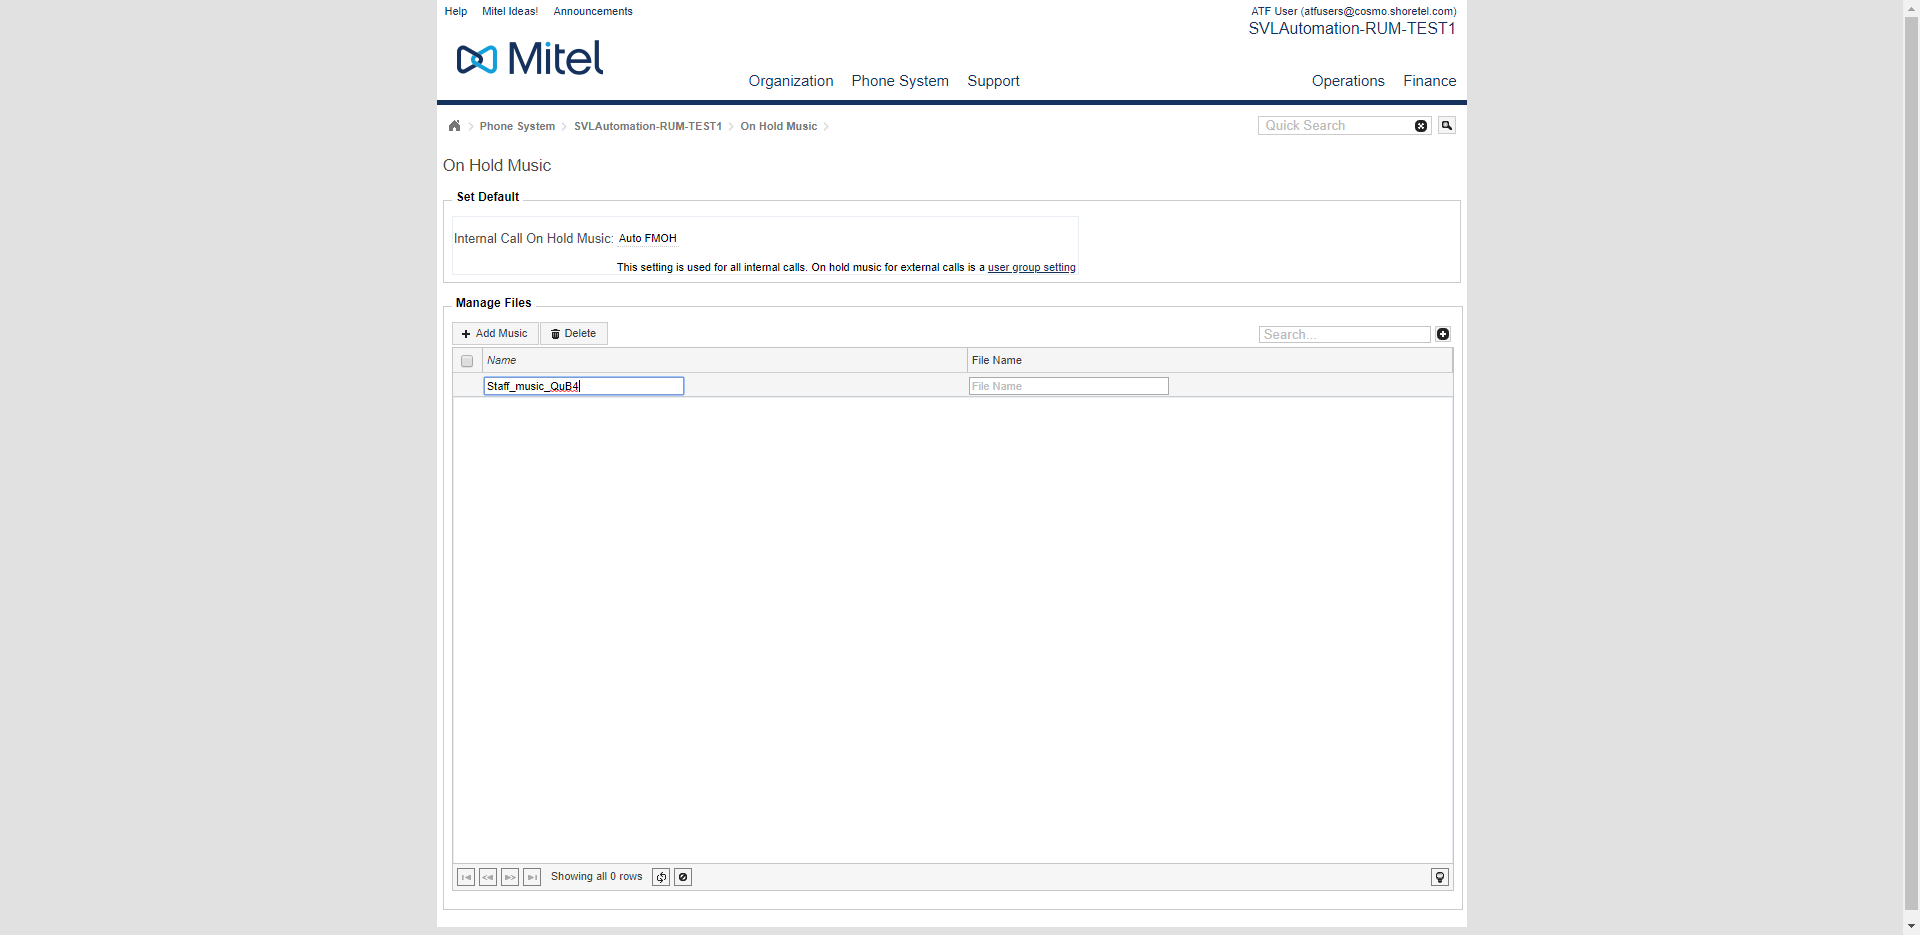 Help Mitel Ideas! Announcements
ATF User (atfusers@cosmo.shoretel.com)
SVLAutomation-RUM-TEST1
Mitel
Organization Phone System Support Operations Finance
Phone System SVLAutomation-RUM-TEST1 On Hold Music
Quick Search
On Hold Music
Set Default
Internal Call On Hold Music: Auto FMOH
This setting is used for all internal calls. On hold music for external calls is a user group setting
Manage Files
Add Music Delete
Search...
Name File Name
Staff_music_QuB4 File Name
Showing all 0 rows